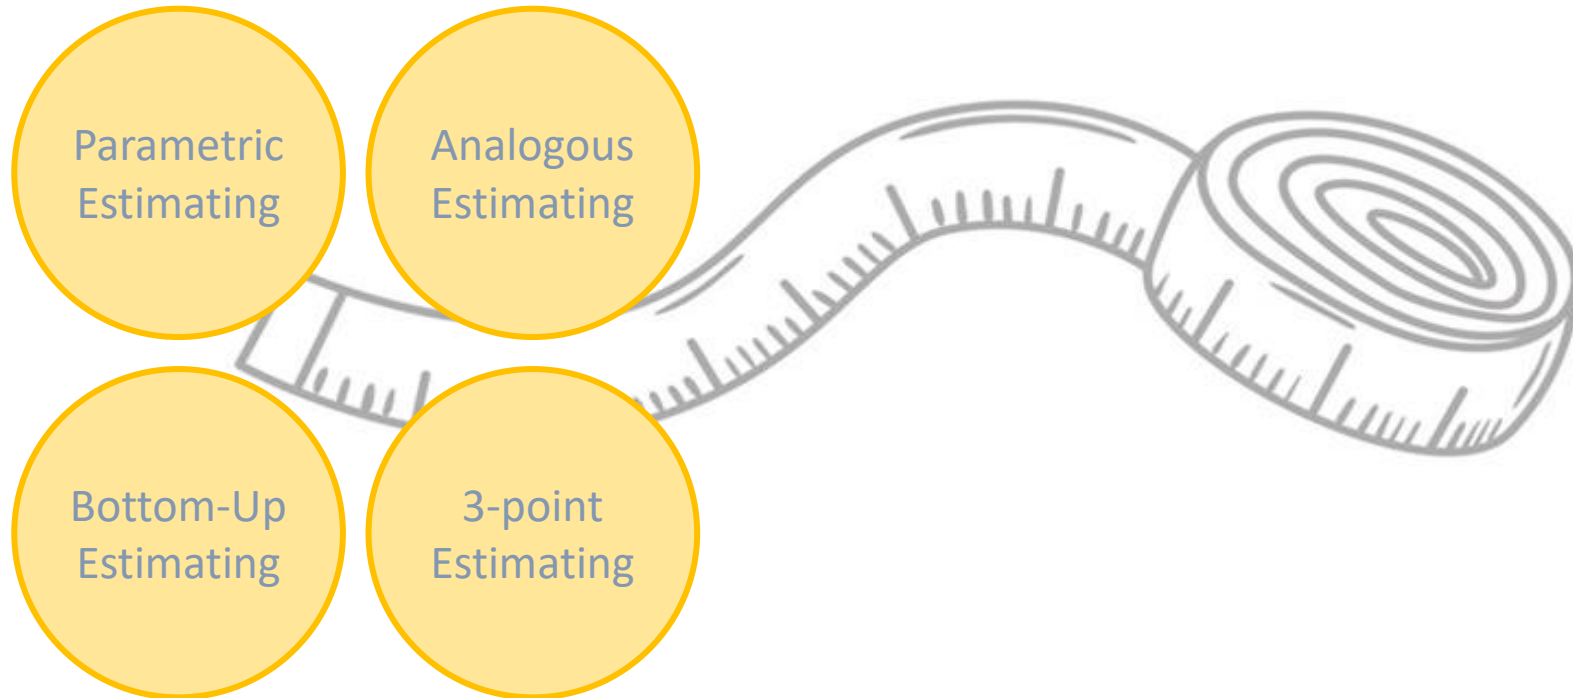 Parametric
Estimating
Analogous
Estimating
Bottom-Up
Estimating
3-point
Estimating